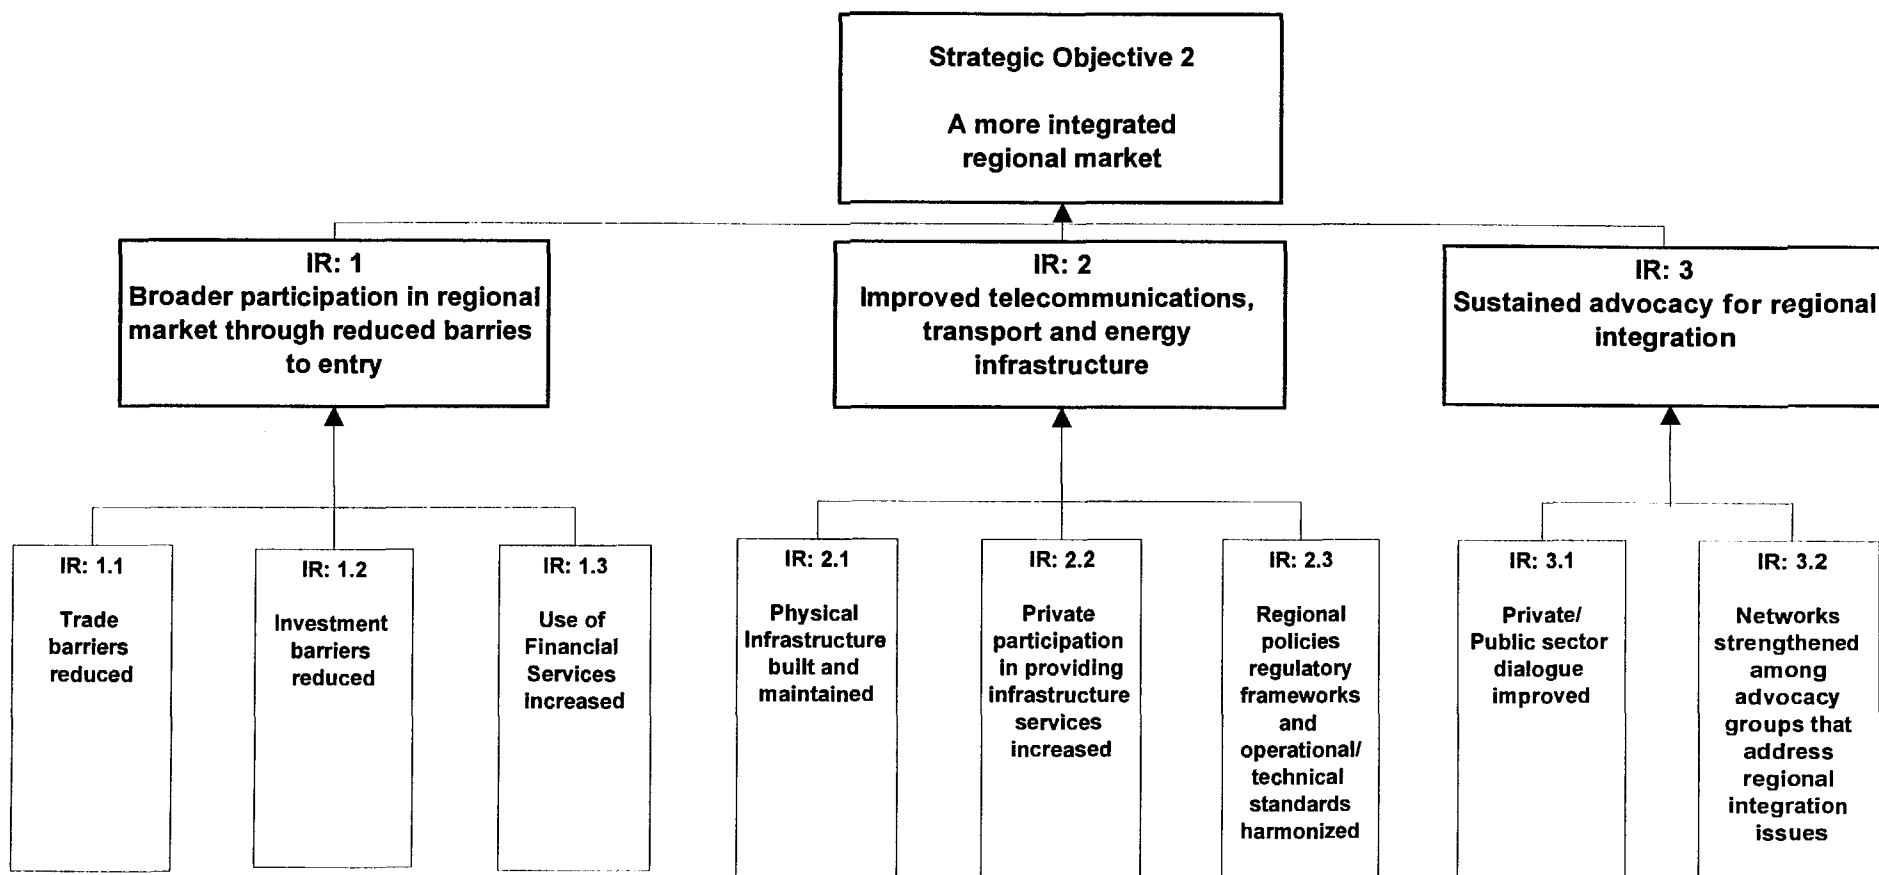 Strategic Objective 2
A more integrated
regional market
IR: 1
Broader participation in regional
market through reduced barries
to entry
IR: 2
Improved telecommunications,
transport and energy
infrastructure
IR: 3
Sustained advocacy for regional
integration
IR: 1.1
Trade
barriers
reduced
IR: 1.2
Investment
barriers
reduced
IR: 1.3
Use of
Financial
Services
increased
IR: 2.1
Physical
Infrastructure
built and
maintained
IR: 2.2
Private
participation
in providing
infrastructure
services
increased
IR: 2.3
Regional
policies
regulatory
frameworks
and
operational/
technical
standards
harmonized
IR: 3.1
Private/
Public sector
dialogue
improved
IR: 3.2
Networks
strengthened
among
advocacy
groups that
address
regional
integration
issues